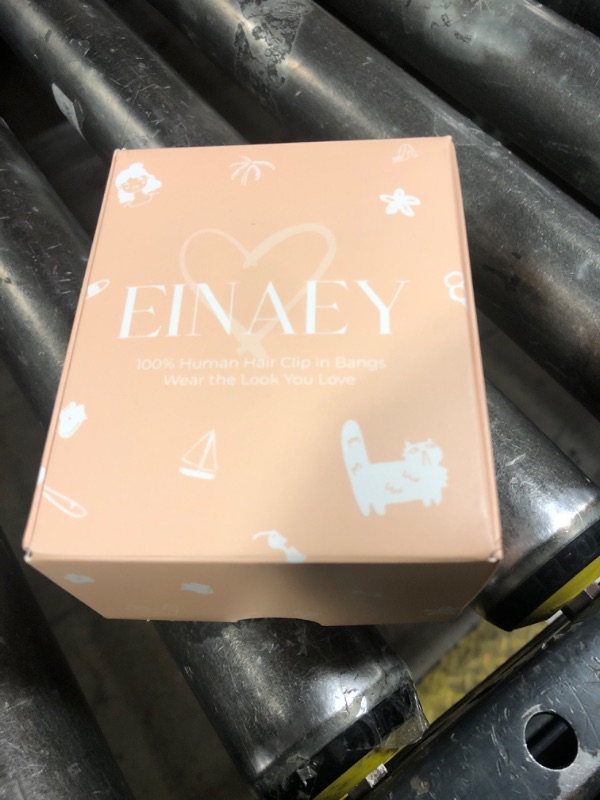 EINAEY
100% Human Hair Clip in Bangs
Wear the Look You Love